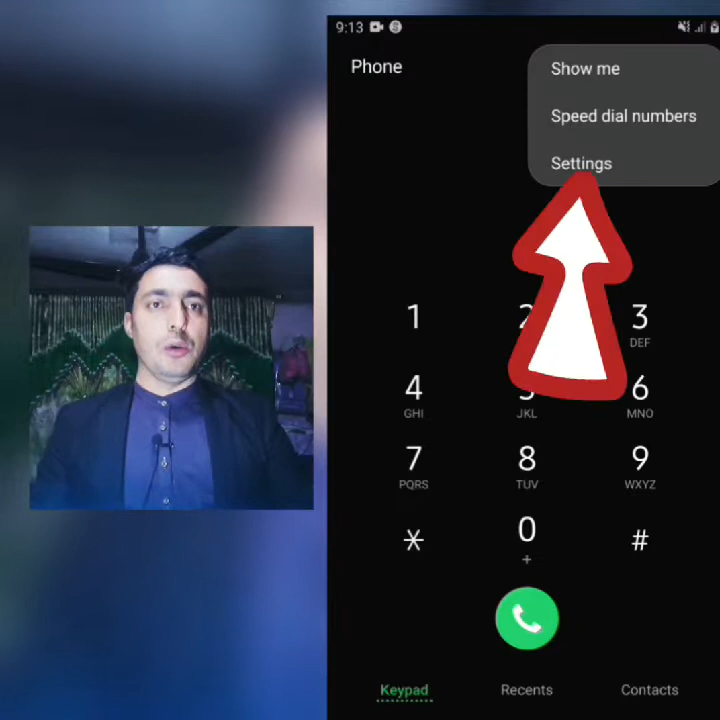 9:13
Phone
Show me
Speed dial numbers
Settings
1
2
3
DEF
4
5
6
GHI
JKL
MNO
7
8
9
PQRS
TUV
WXYZ
*
0
#
+
Keypad
Recents
Contacts